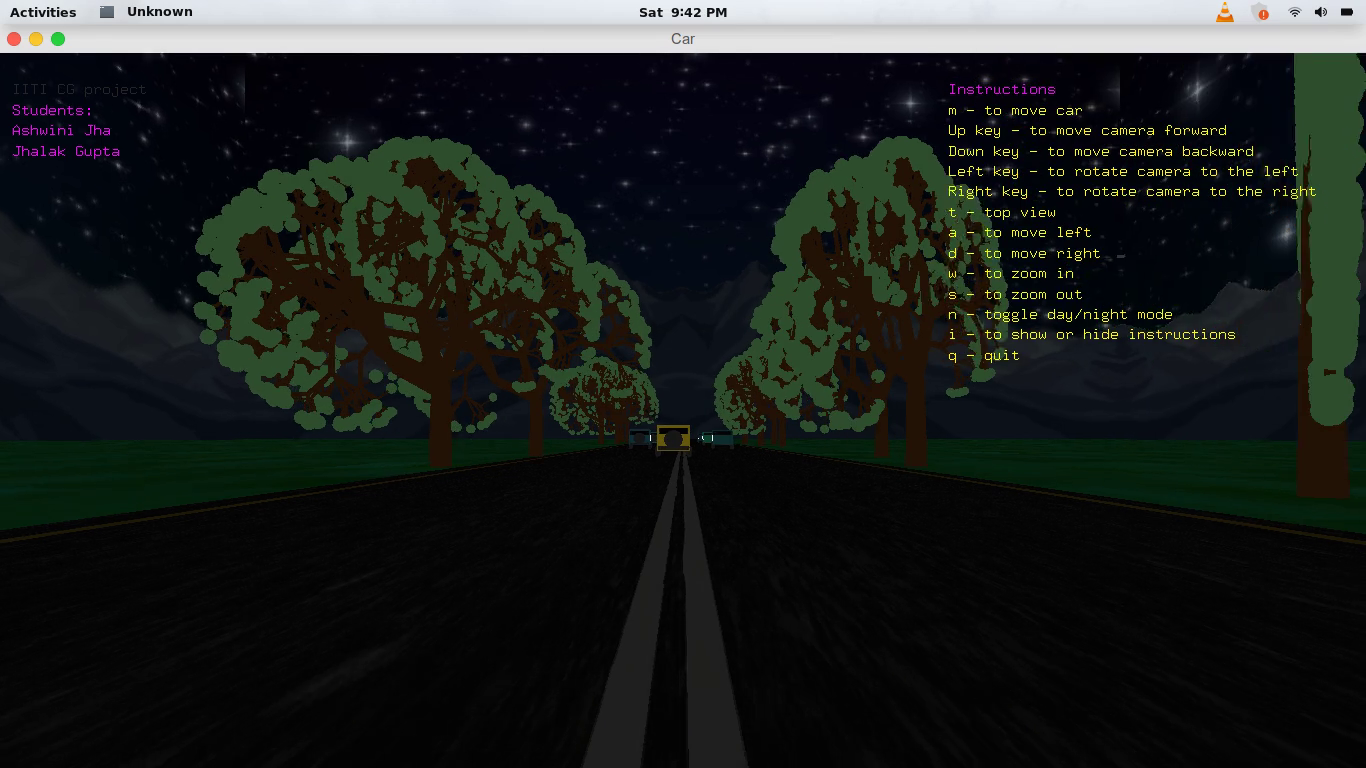 Activities Unknown Sat 9:42 PM
Car
IITI CG project
Students:
Ashwini Jha
Jhalak Gupta
Instructions
m - to move car
Up key - to move camera forward
Down key - to move camera backward
Left key - to rotate camera to the left
Right key - to rotate camera to the right
t - top view
a - to move left
d - to move right
w - to zoom in
s - to zoom out
n - toggle day/night mode
i - to show or hide instructions
q - quit